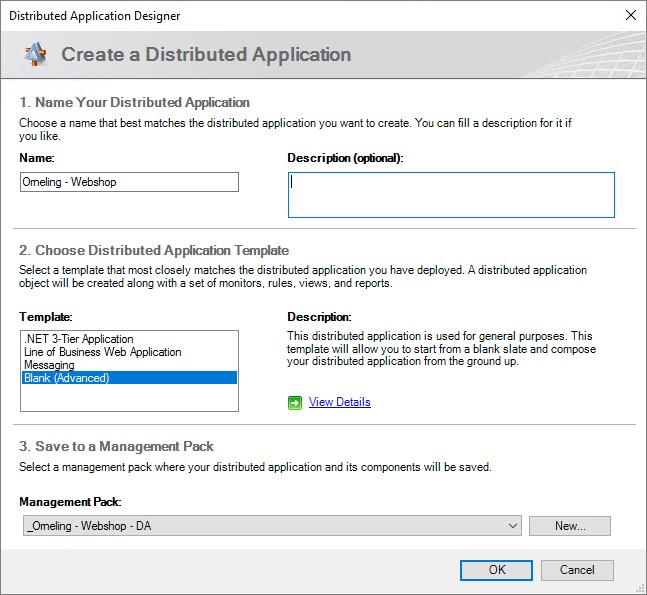 Distributed Application Designer
Create a Distributed Application
1. Name Your Distributed Application
Choose a name that best matches the distributed application you want to create. You can fill a description for it if
you like.
Name:
Description (optional):
Omeling - Webshop
2. Choose Distributed Application Template
Select a template that most closely matches the distributed application you have deployed. A distributed application
object will be created along with a set of monitors, rules, views, and reports.
Template:
Description:
.NET 3-Tier Application
Line of Business Web Application
Messaging
Blank (Advanced)
This distributed application is used for general purposes. This
template will allow you to start from a blank slate and compose
your distributed application from the ground up.
View Details
3. Save to a Management Pack
Select a management pack where your distributed application and its components will be saved.
Management Pack:
_Omeling - Webshop - DA
New...
OK
Cancel